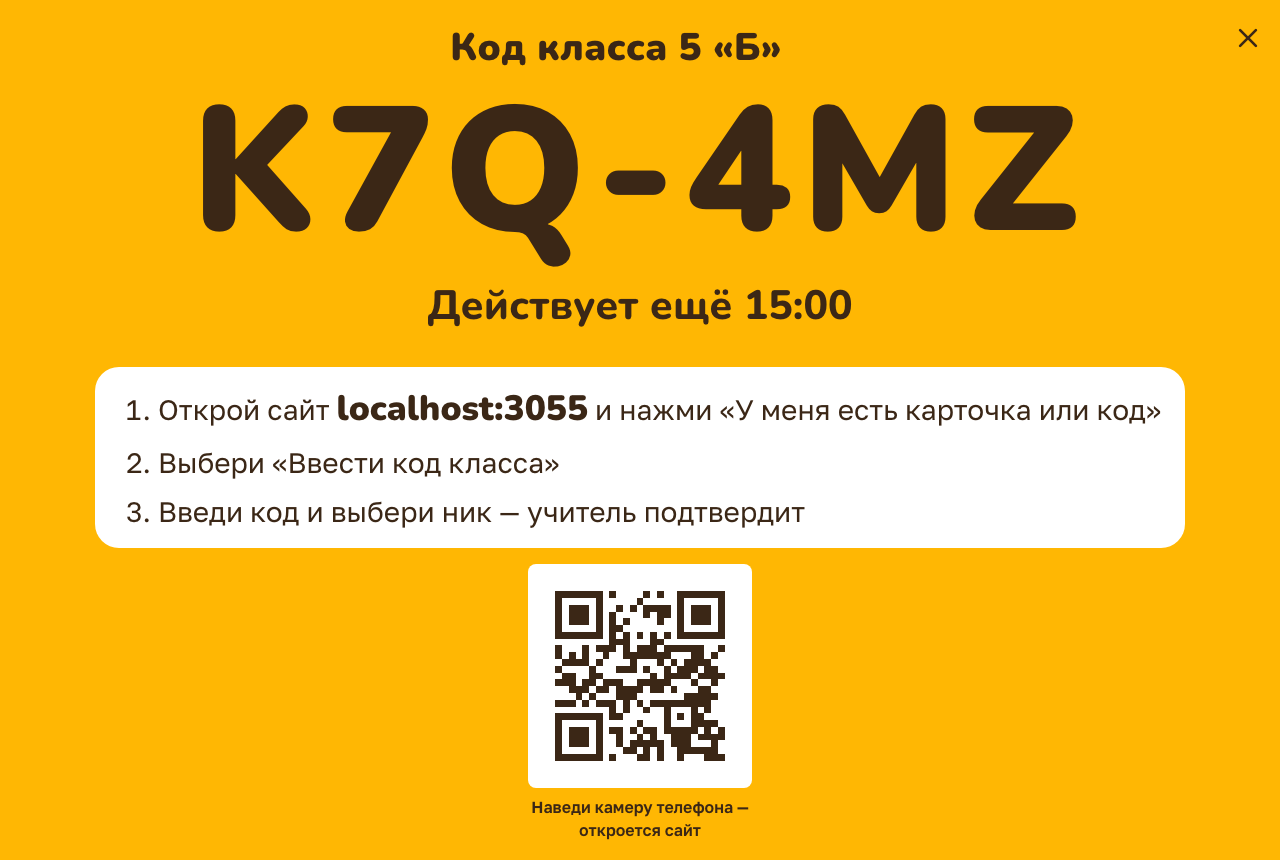 Код класса 5 «Б»
K7Q-4MZ
Действует ещё 15:00
1. Открой сайт localhost:3055 и нажми «У меня есть карточка или код»
2. Выбери «Ввести код класса»
3. Введи код и выбери ник — учитель подтвердит
Наведи камеру телефона —
откроется сайт